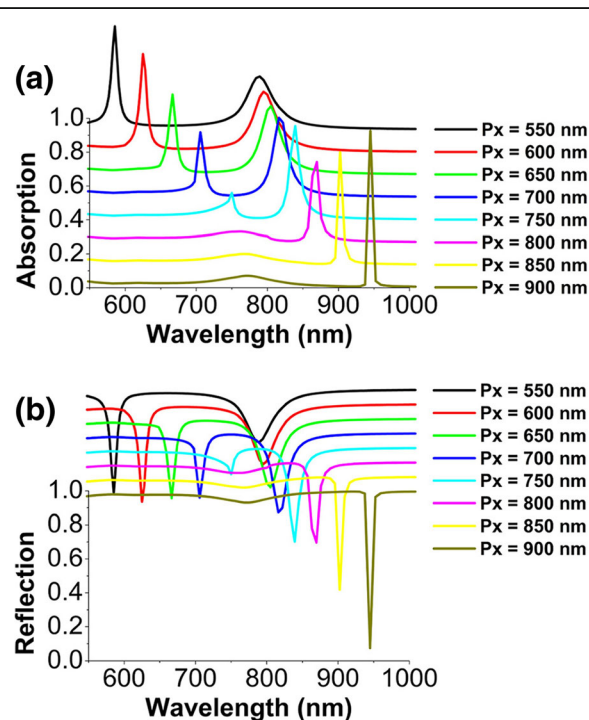 (a)
Absorption
1.0
0.8
0.6
0.4
0.2
0.0
600 700 800 900 1000
Wavelength (nm)
Px = 550 nm
Px = 600 nm
Px = 650 nm
Px = 700 nm
Px = 750 nm
Px = 800 nm
Px = 850 nm
Px = 900 nm
(b)
Reflection
1.0
0.8
0.6
0.4
0.2
0.0
600 700 800 900 1000
Wavelength (nm)
Px = 550 nm
Px = 600 nm
Px = 650 nm
Px = 700 nm
Px = 750 nm
Px = 800 nm
Px = 850 nm
Px = 900 nm